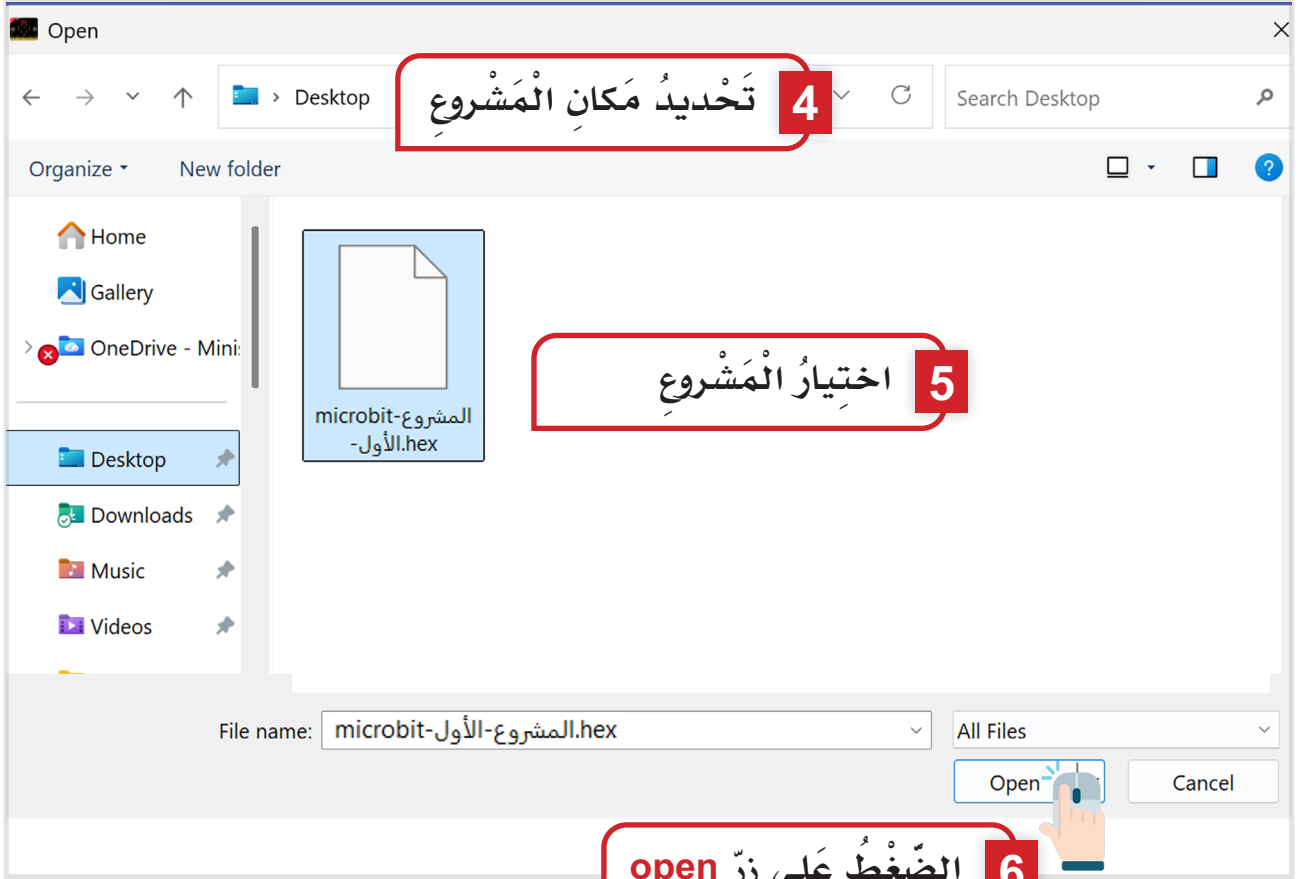 Open
Desktop
4 تَحْديدُ مَكانِ الْمَشْروعِ
Search Desktop
Organize
New folder
Home
Gallery
OneDrive - Minis
Desktop
Downloads
Music
Videos
microbit-المشروع
-الأول.hex
5 اختِيارُ الْمَشْروعِ
File name:
microbit-المشروع-الأول.hex
All Files
Open
Cancel
6 الضَّغْطُ عَلى زرّ open